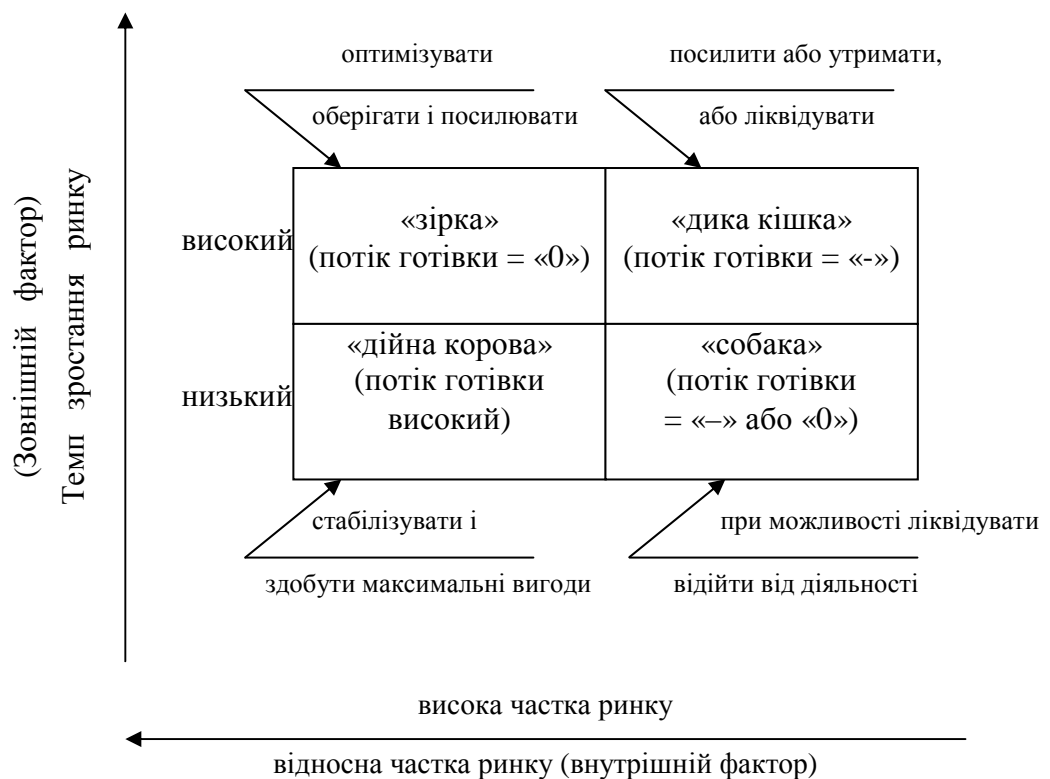 оптимізувати
посилити або утримати,
оберігати і посилювати
або ліквідувати
(Зовнішній фактор)
Темп зростання ринку
високий
«зірка»
(потік готівки = «0»)
«дика кішка»
(потік готівки = «-»)
низький
«дійна корова»
(потік готівки
високий)
«собака»
(потік готівки
= «–» або «0»)
стабілізувати і
при можливості ліквідувати
здобути максимальні вигоди
відійти від діяльності
висока частка ринку
відносна частка ринку (внутрішній фактор)